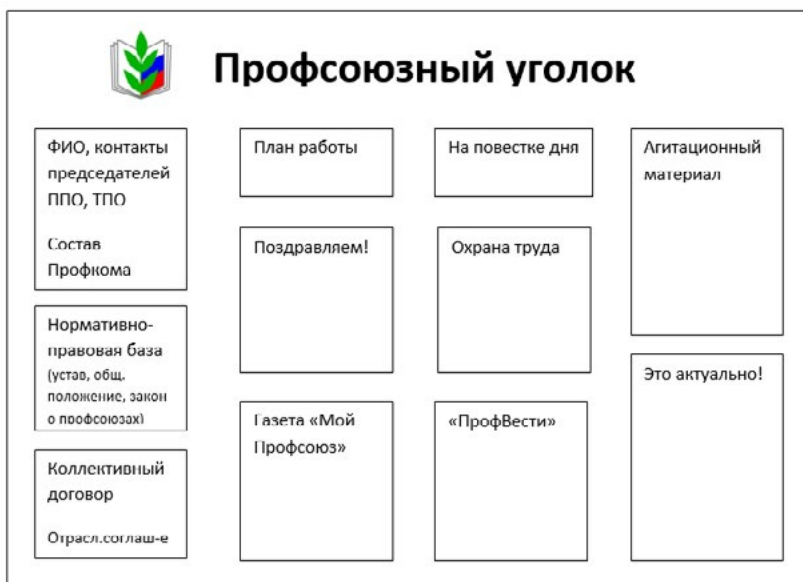 Профсоюзный уголок
ФИО, контакты
председателей
ППО, ТПО
Состав
Профкома
Нормативно-
правовая база
(устав, общ.
положение, закон
о профсоюзах)
Коллективный
договор
Отрасл.соглаш-е
План работы
Поздравляем!
Газета «Мой
Профсоюз»
На повестке дня
Охрана труда
«ПрофВести»
Агитационный
материал
Это актуально!